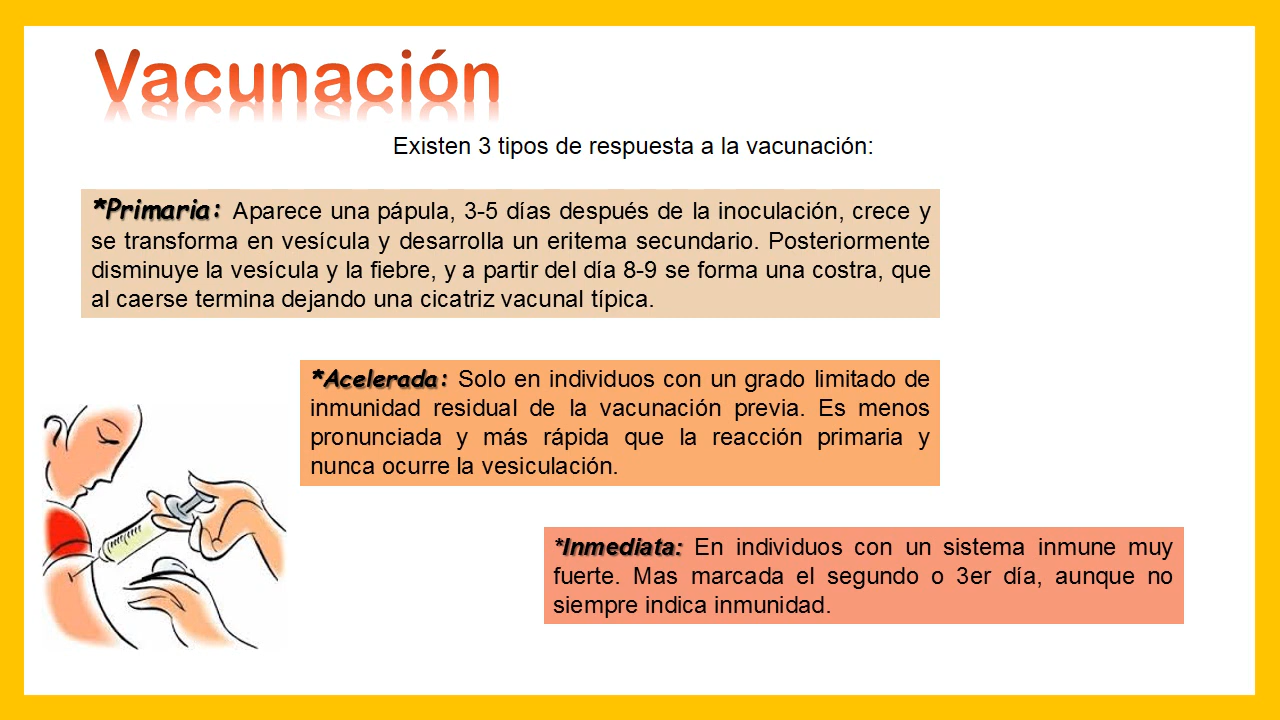 Vacunación
Existen 3 tipos de respuesta a la vacunación:
*Primaria: Aparece una pápula, 3-5 días después de la inoculación, crece y
se transforma en vesícula y desarrolla un eritema secundario. Posteriormente
disminuye la vesícula y la fiebre, y a partir del día 8-9 se forma una costra, que
al caerse termina dejando una cicatriz vacunal típica.
*Acelerada: Solo en individuos con un grado limitado de
inmunidad residual de la vacunación previa. Es menos
pronunciada y más rápida que la reacción primaria y
nunca ocurre la vesiculación.
*Inmediata: En individuos con un sistema inmune muy
fuerte. Mas marcada el segundo o 3er día, aunque no
siempre indica inmunidad.